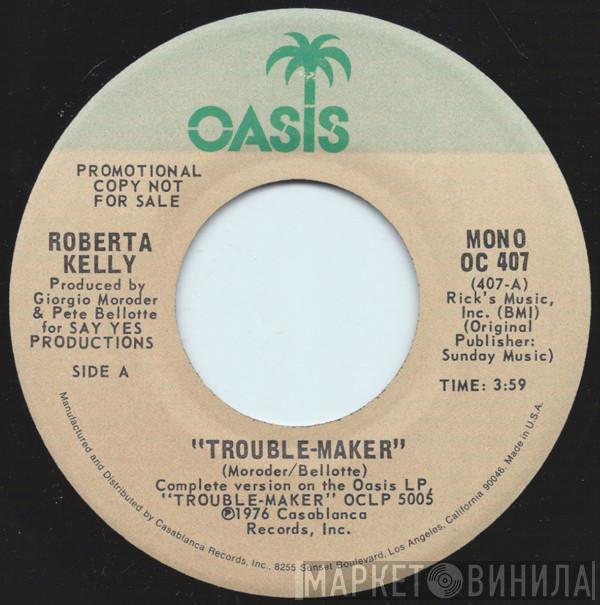 OASIS
PROMOTIONAL
COPY NOT
FOR SALE
ROBERTA
KELLY
Produced by
Giorgio Moroder
& Pete Bellotte
for SAY YES
PRODUCTIONS
SIDE A
MONO
OC 407
(407-A)
Rick's Music,
Inc. (BMI)
(Original
Publisher:
Sunday Music)
TIME: 3:59
"TROUBLE-MAKER"
(Moroder/Bellotte)
Complete version on the Oasis LP,
"TROUBLE-MAKER" OCLP 5005
℗1976 Casablanca
Records, Inc.
Manufactured and Distributed by Casablanca Records, Inc., 8255 Sunset Boulevard, Los Angeles, California 90046. Made in U.S.A.
МАРКЕТ ВИНИЛА